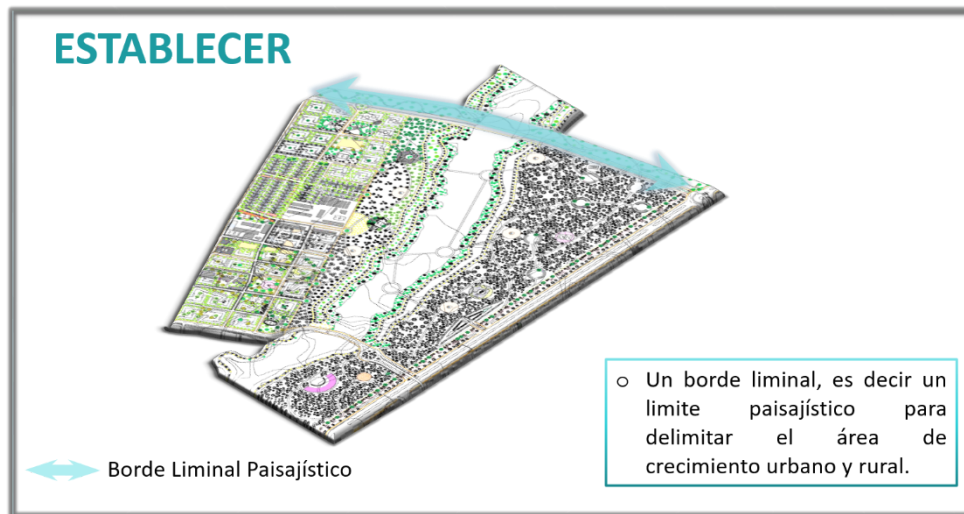 ESTABLECER
o Un borde liminal, es decir un
limite paisajístico para
delimitar el área de
crecimiento urbano y rural.
Borde Liminal Paisajístico